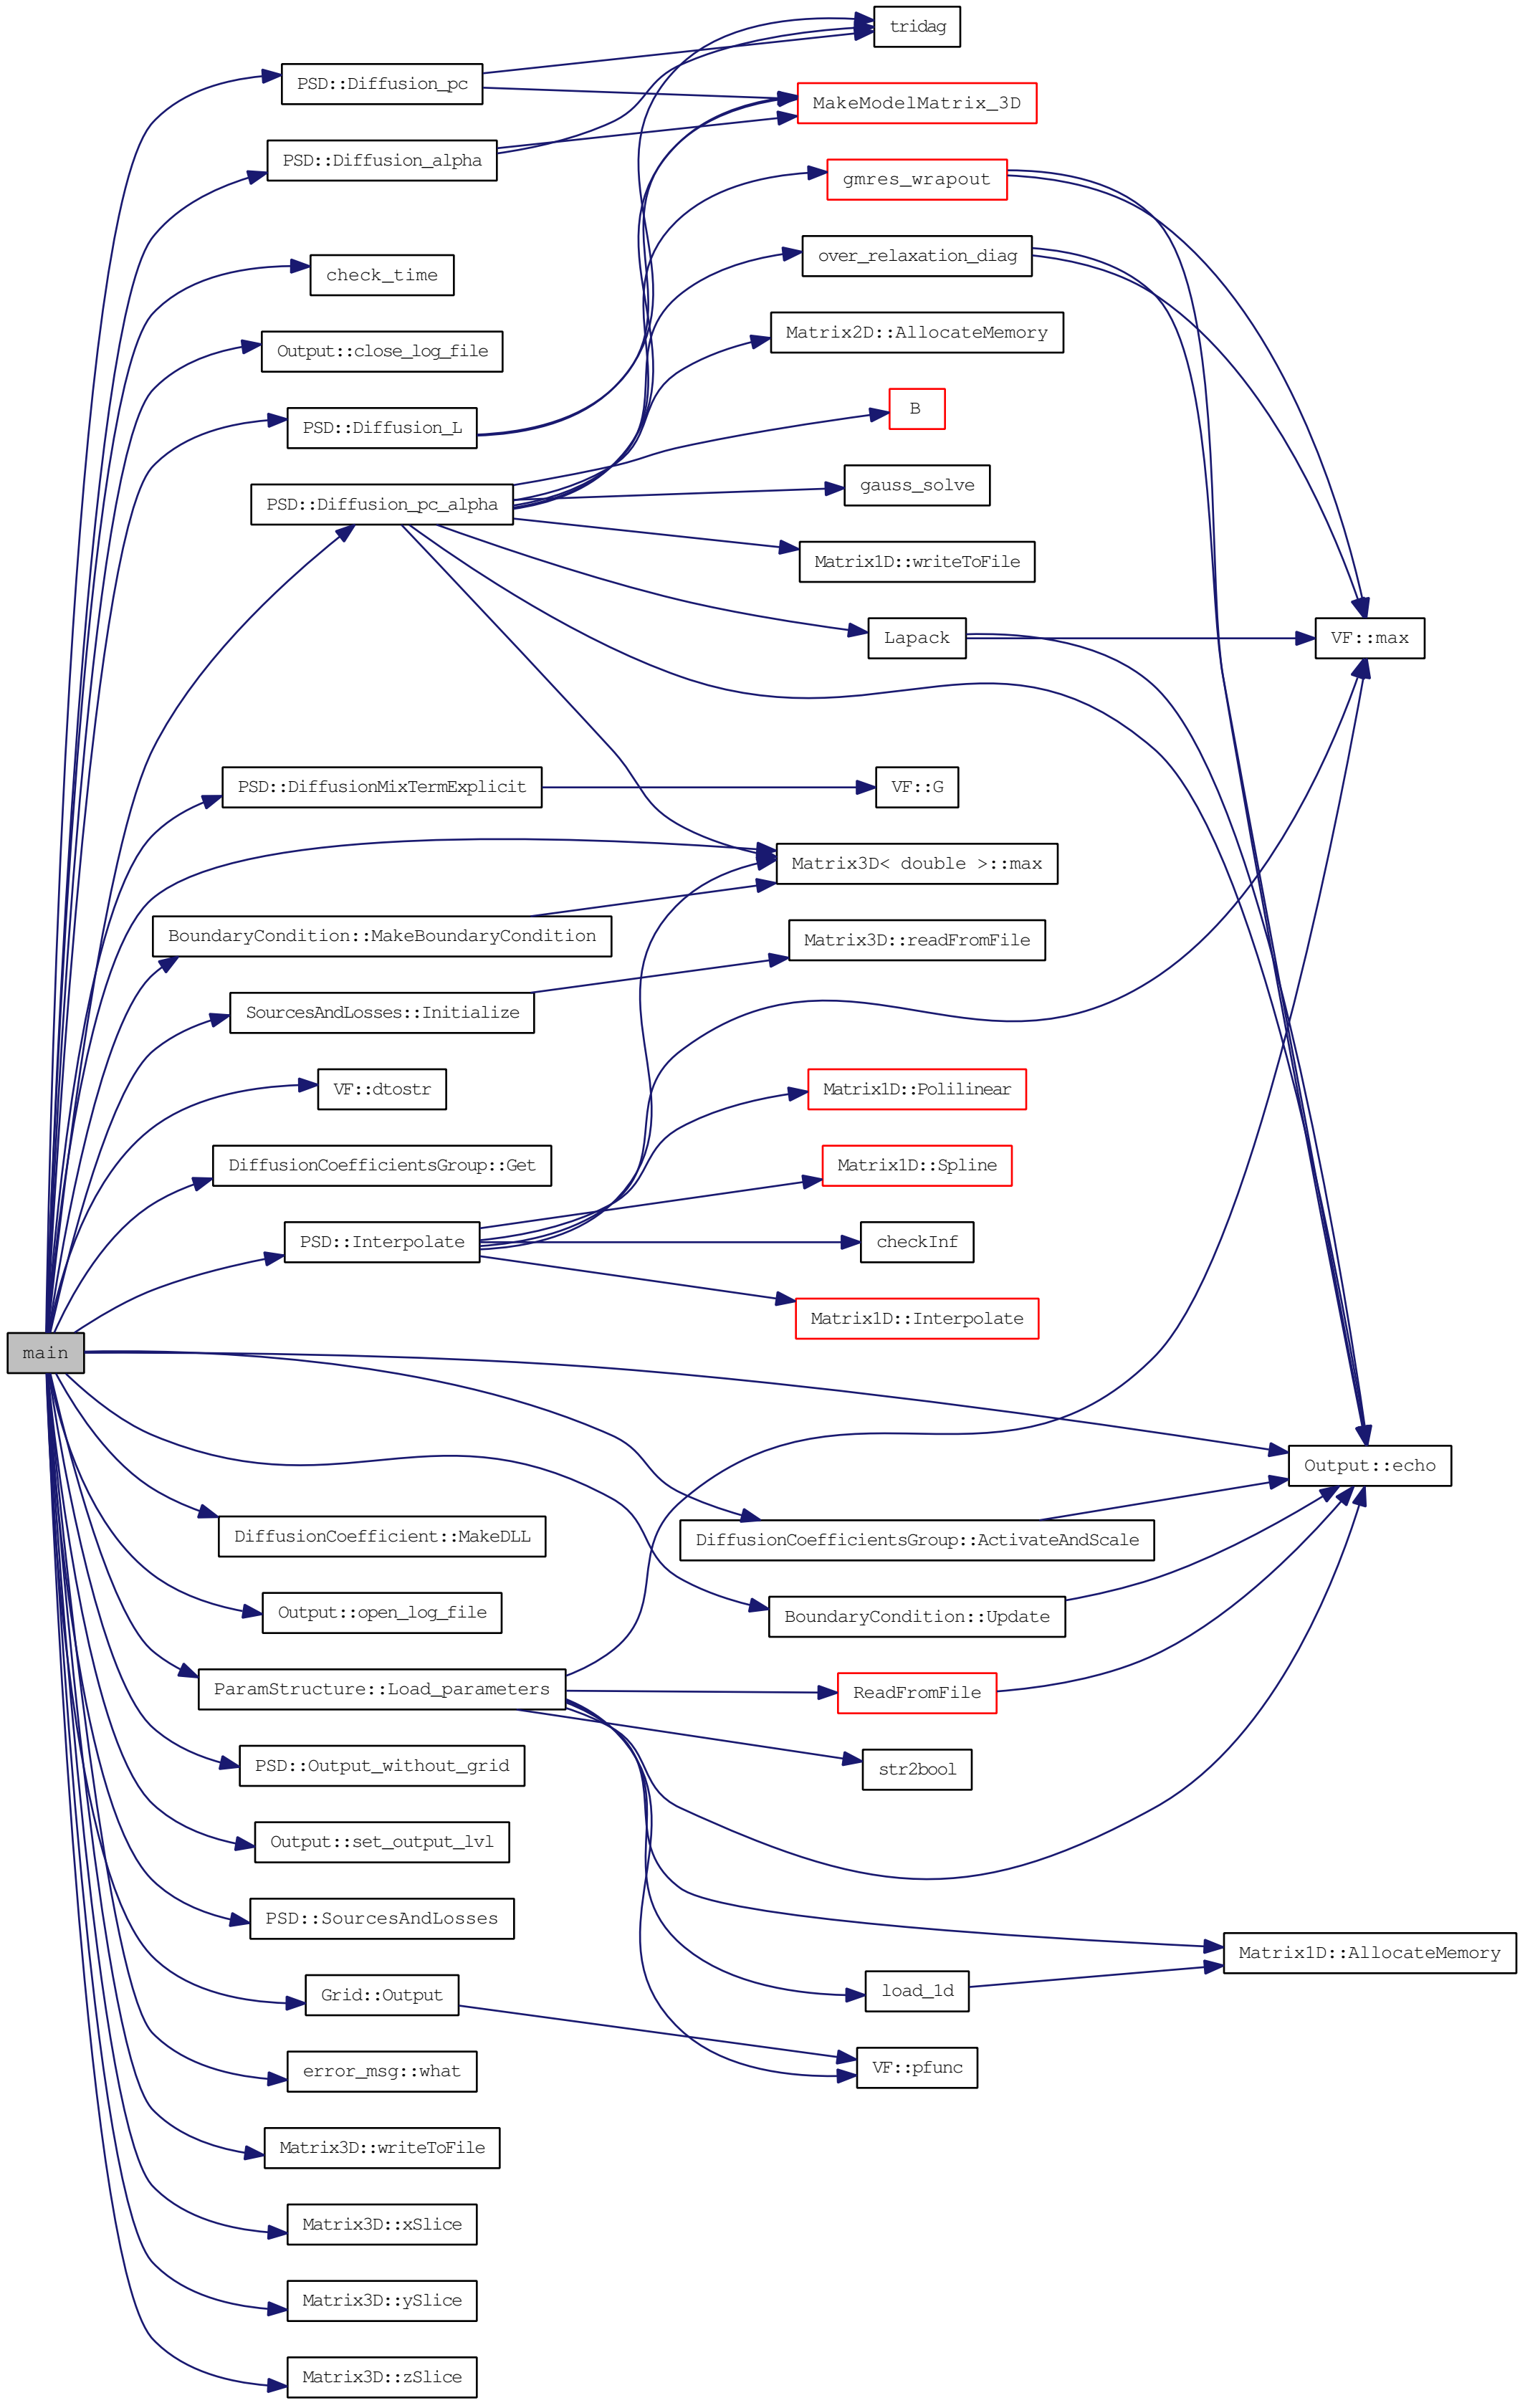 tridag
PSD::Diffusion_pc
MakeModelMatrix_3D
PSD::Diffusion_alpha
gmres_wrapout
over_relaxation_diag
check_time
Matrix2D::AllocateMemory
Output::close_log_file
B
PSD::Diffusion_L
gauss_solve
PSD::Diffusion_pc_alpha
Matrix1D::writeToFile
Lapack
VF::max
PSD::DiffusionMixTermExplicit
VF::G
Matrix3D< double >::max
BoundaryCondition::MakeBoundaryCondition
Matrix3D::readFromFile
SourcesAndLosses::Initialize
VF::dtostr
Matrix1D::Polilinear
DiffusionCoefficientsGroup::Get
Matrix1D::Spline
PSD::Interpolate
checkInf
Matrix1D::Interpolate
main
Output::echo
DiffusionCoefficient::MakeDLL
DiffusionCoefficientsGroup::ActivateAndScale
Output::open_log_file
BoundaryCondition::Update
ParamStructure::Load_parameters
ReadFromFile
PSD::Output_without_grid
str2bool
Output::set_output_lvl
PSD::SourcesAndLosses
Matrix1D::AllocateMemory
load_1d
Grid::Output
VF::pfunc
error_msg::what
Matrix3D::writeToFile
Matrix3D::xSlice
Matrix3D::ySlice
Matrix3D::zSlice